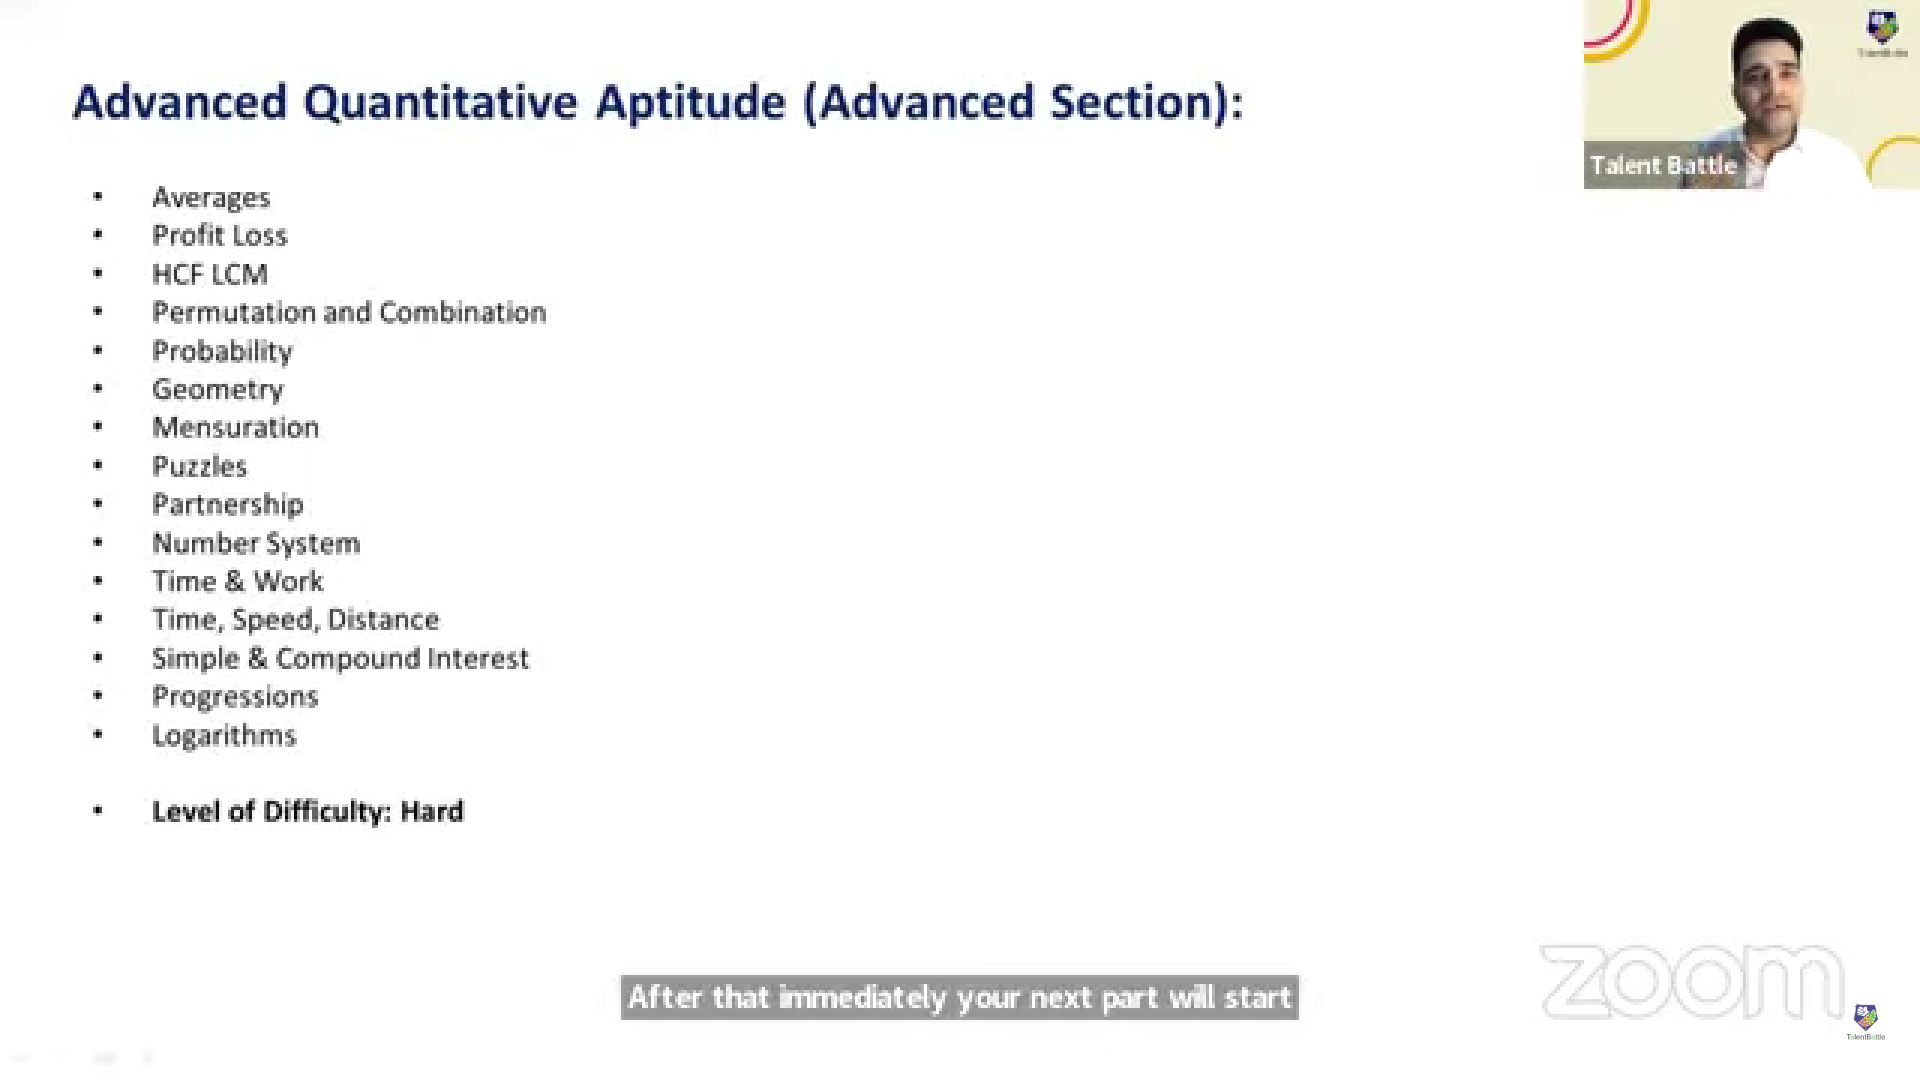 Advanced Quantitative Aptitude (Advanced Section):
• Averages
• Profit Loss
• HCF LCM
• Permutation and Combination
• Probability
• Geometry
• Mensuration
• Puzzles
• Partnership
• Number System
• Time & Work
• Time, Speed, Distance
• Simple & Compound Interest
• Progressions
• Logarithms
• Level of Difficulty: Hard
Talent Battle
After that immediately your next part will start
zoom
TalentBattle